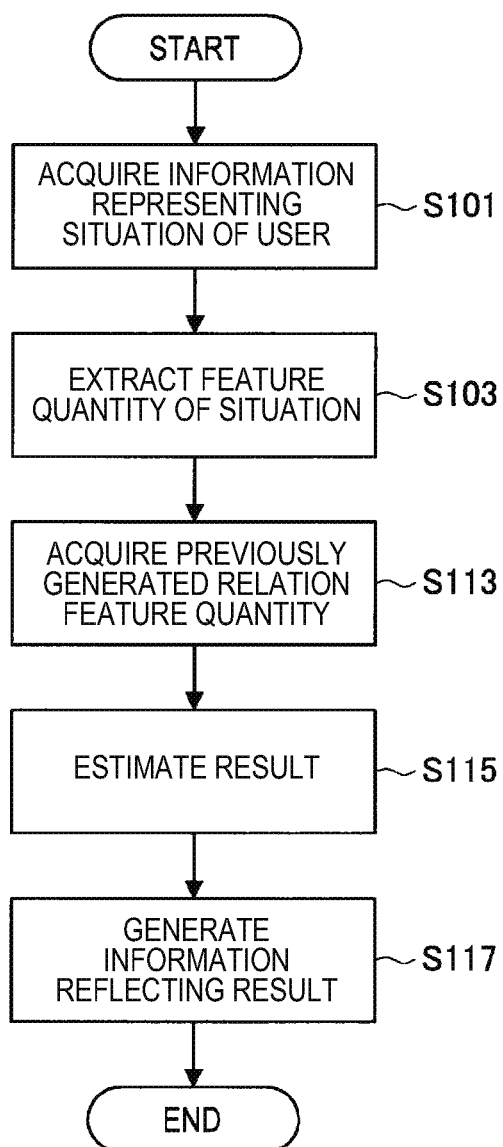 START
ACQUIRE INFORMATION
REPRESENTING
SITUATION OF USER
S101
EXTRACT FEATURE
QUANTITY OF SITUATION
S103
ACQUIRE PREVIOUSLY
GENERATED RELATION
FEATURE QUANTITY
S113
ESTIMATE RESULT
S115
GENERATE
INFORMATION
REFLECTING RESULT
S117
END